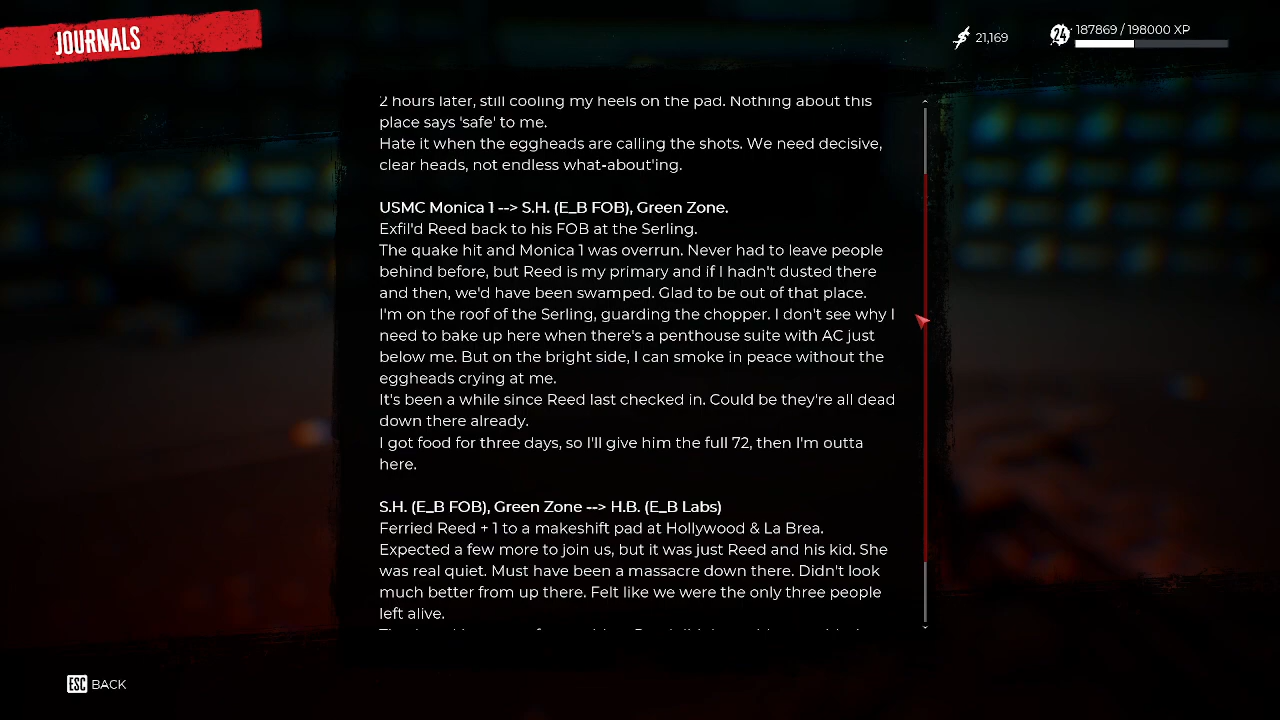 JOURNALS
21,169
24
187869 / 198000 XP
2 hours later, still cooling my heels on the pad. Nothing about this
place says 'safe' to me.
Hate it when the eggheads are calling the shots. We need decisive,
clear heads, not endless what-about'ing.
USMC Monica 1 --> S.H. (E_B FOB), Green Zone.
Exfil'd Reed back to his FOB at the Serling.
The quake hit and Monica 1 was overrun. Never had to leave people
behind before, but Reed is my primary and if I hadn't dusted there
and then, we'd have been swamped. Glad to be out of that place.
I'm on the roof of the Serling, guarding the chopper. I don't see why I
need to bake up here when there's a penthouse suite with AC just
below me. But on the bright side, I can smoke in peace without the
eggheads crying at me.
It's been a while since Reed last checked in. Could be they're all dead
down there already.
I got food for three days, so I'll give him the full 72, then I'm outta
here.
S.H. (E_B FOB), Green Zone --> H.B. (E_B Labs)
Ferried Reed + 1 to a makeshift pad at Hollywood & La Brea.
Expected a few more to join us, but it was just Reed and his kid. She
was real quiet. Must have been a massacre down there. Didn't look
much better from up there. Felt like we were the only three people
left alive.
ESC BACK